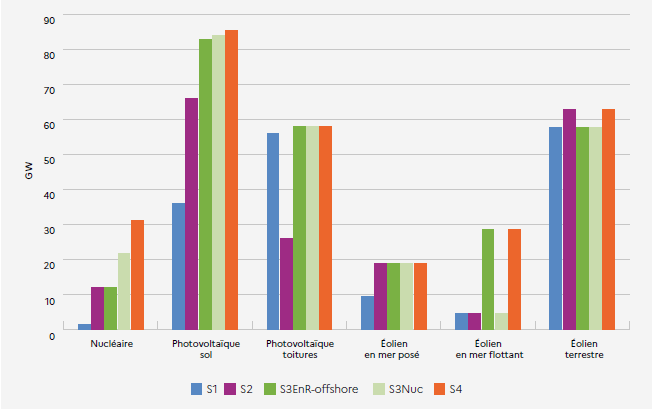 90
80
70
60
50
40
30
20
10
0
GW
Nucléaire
Photovoltaïque
sol
Photovoltaïque
toitures
Éolien
en mer posé
Éolien
en mer flottant
Éolien
terrestre
S1 S2 S3EnR-offshore S3Nuc S4